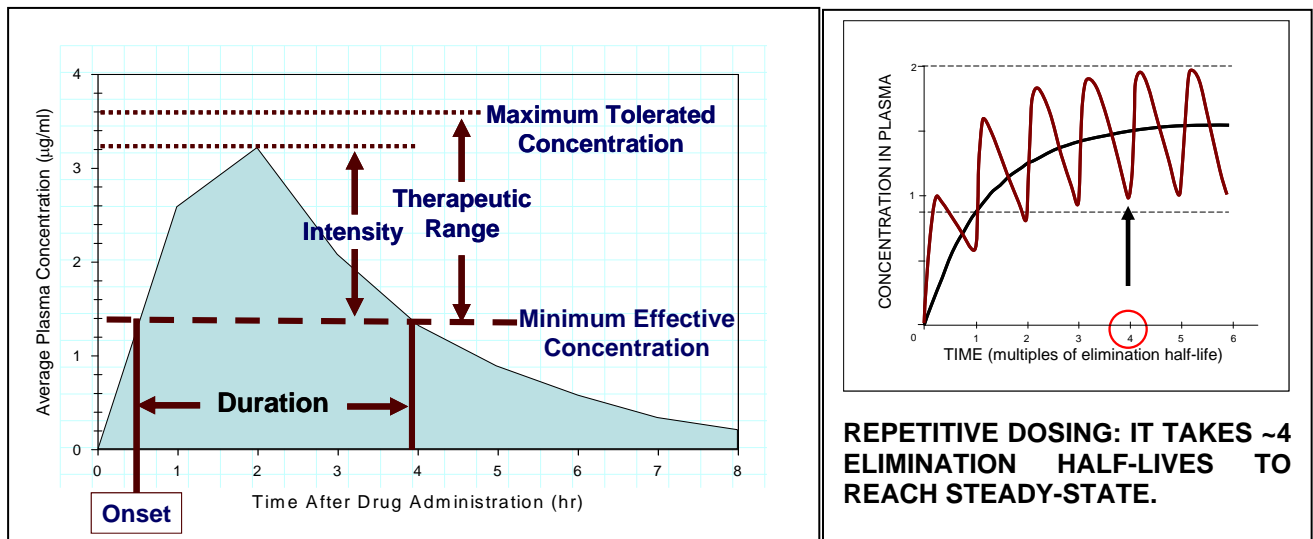 4
3
2
1
0
Average Plasma Concentration (µg/ml)
Maximum Tolerated
Concentration
Therapeutic
Range
Intensity
Minimum Effective
Concentration
Duration
0 1 2 3 4 5 6 7 8
Time After Drug Administration (hr)
Onset
2
1
CONCENTRATION IN PLASMA
0 1 2 3 4 5 6
TIME (multiples of elimination half-life)
REPETITIVE DOSING: IT TAKES ~4
ELIMINATION HALF-LIVES TO
REACH STEADY-STATE.